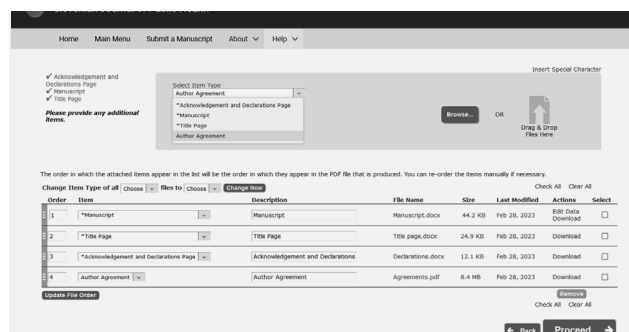 Home Main Menu Submit a Manuscript About Help
Insert Special Character
✓ Acknowledgement and
Declarations Page
✓ Manuscript
✓ Title Page
Please provide any additional
items.
Select Item Type
Author Agreement
*Acknowledgement and Declarations Page
*Manuscript
*Title Page
Author Agreement
Browse...
OR
Drag & Drop
Files Here
The order in which the attached items appear in the list will be the order in which they appear in the PDF file that is produced. You can re-order the items manually if necessary.
Change Item Type of all Choose files to Choose Change Now Check All Clear All
Order Item Description File Name Size Last Modified Actions Select
1 *Manuscript Manuscript Manuscript.docx 44.2 KB Feb 28, 2023 Edit Data
Download
2 *Title Page Title Page Title page.docx 24.9 KB Feb 28, 2023 Download
3 *Acknowledgement and Declarations Page Acknowledgement and Declarations Declarations.docx 12.1 KB Feb 28, 2023 Download
4 Author Agreement Author Agreement Agreements.pdf 8.4 MB Feb 28, 2023 Download
Update File Order Remove
Check All Clear All
Back Proceed